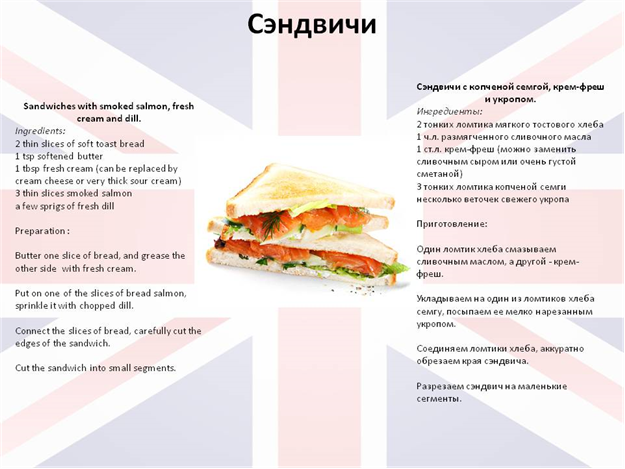 Сэндвичи
Sandwiches with smoked salmon, fresh
cream and dill.
Ingredients:
2 thin slices of soft toast bread
1 tsp softened butter
1 tbsp fresh cream (can be replaced by
cream cheese or very thick sour cream)
3 thin slices smoked salmon
a few sprigs of fresh dill
Preparation :
Butter one slice of bread, and grease the
other side with fresh cream.
Put on one of the slices of bread salmon,
sprinkle it with chopped dill.
Connect the slices of bread, carefully cut the
edges of the sandwich.
Cut the sandwich into small segments.
Сэндвичи с копченой семгой, крем-фреш
и укропом.
Ингредиенты:
2 тонких ломтика мягкого тостового хлеба
1 ч.л. размягченного сливочного масла
1 ст.л. крем-фреш (можно заменить
сливочным сыром или очень густой
сметаной)
3 тонких ломтика копченой семги
несколько веточек свежего укропа
Приготовление:
Один ломтик хлеба смазываем
сливочным маслом, а другой - крем-
фреш.
Укладываем на один из ломтиков хлеба
семгу, посыпаем ее мелко нарезанным
укропом.
Соединяем ломтики хлеба, аккуратно
обрезаем края сэндвича.
Разрезаем сэндвич на маленькие
сегменты.